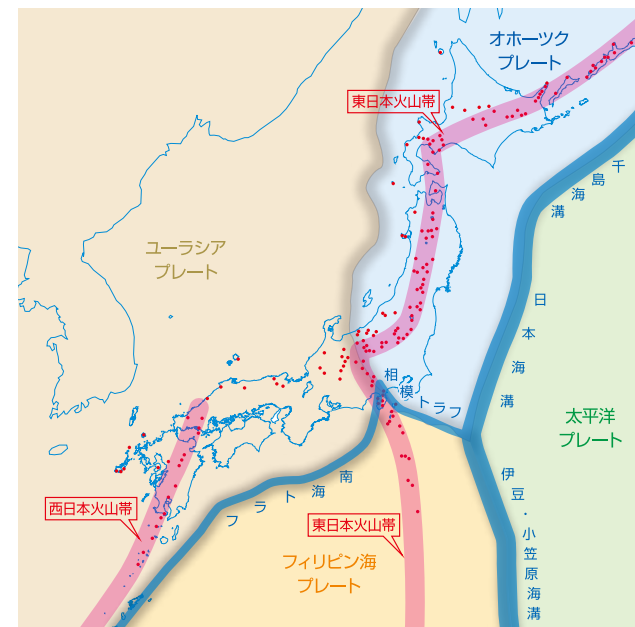 オホーツク
プレート
東日本火山帯
千島海溝
ユーラシア
プレート
日本海溝
相模トラフ
太平洋
プレート
南海トラフ
伊豆・小笠原海溝
西日本火山帯
東日本火山帯
フィリピン海
プレート